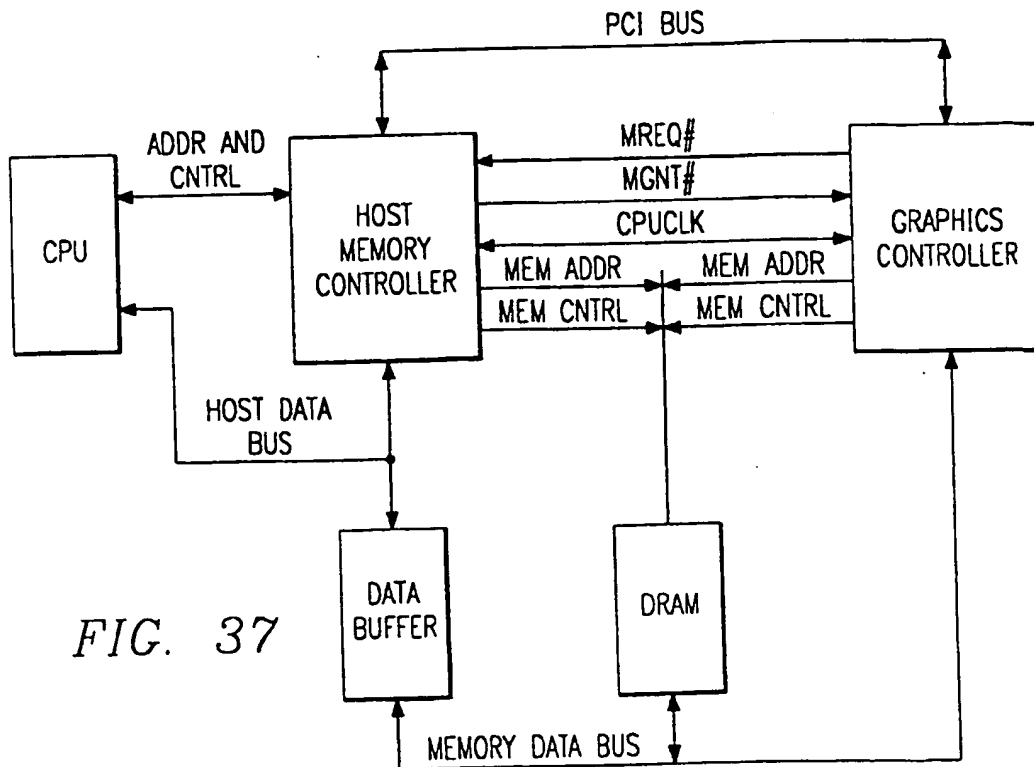 PCI BUS
ADDR AND
CNTRL
MREQ#
MGNT#
CPUCLK
CPU
HOST
MEMORY
CONTROLLER
GRAPHICS
CONTROLLER
MEM ADDR
MEM ADDR
MEM CNTRL
MEM CNTRL
HOST DATA
BUS
DATA
BUFFER
DRAM
FIG. 37
MEMORY DATA BUS